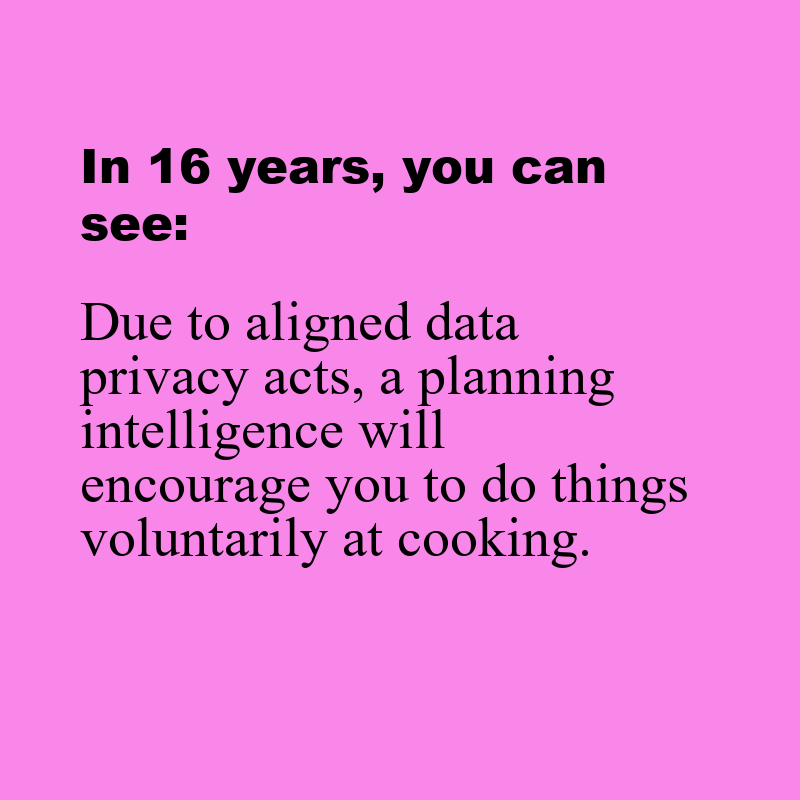 In 16 years, you can
see:
Due to aligned data
privacy acts, a planning
intelligence will
encourage you to do things
voluntarily at cooking.